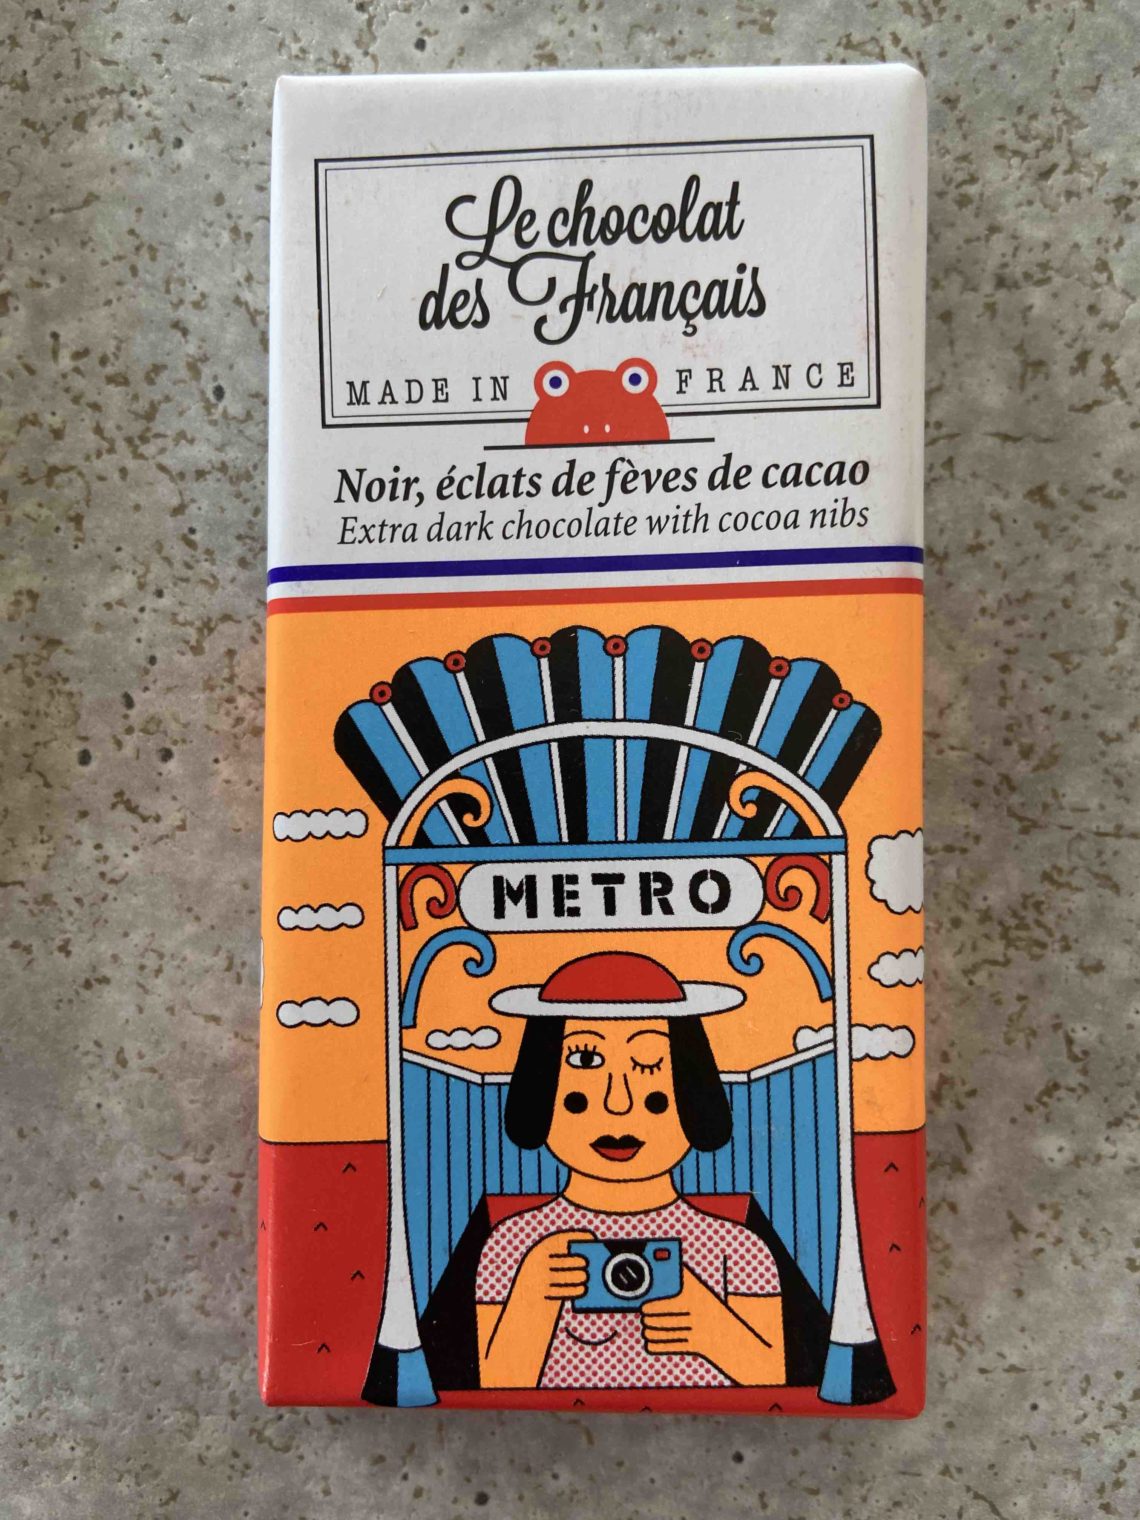 Le chocolat
des Français
MADE IN FRANCE
Noir, éclats de fèves de cacao
Extra dark chocolate with cocoa nibs
METRO